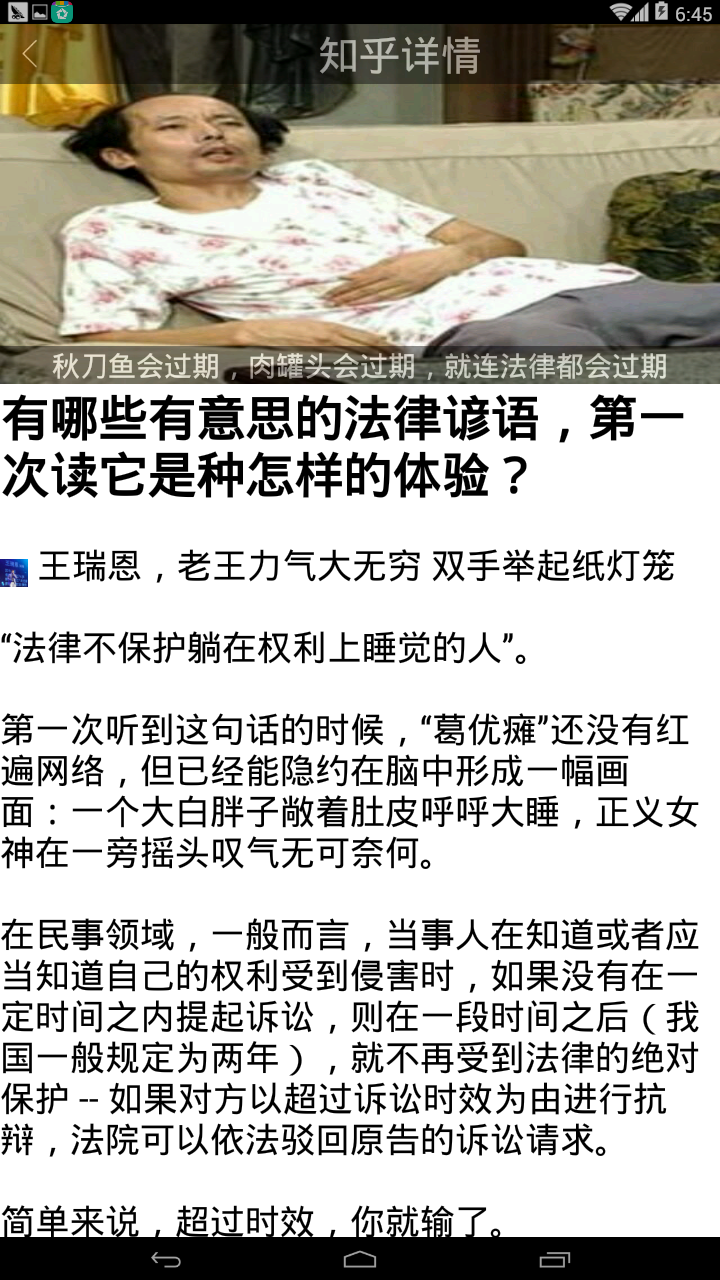 6:45
知乎详情
秋刀鱼会过期，肉罐头会过期，就连法律都会过期
有哪些有意思的法律谚语，第一
次读它是种怎样的体验？
王瑞恩，老王力气大无穷 双手举起纸灯笼
“法律不保护躺在权利上睡觉的人”。
第一次听到这句话的时候，“葛优瘫”还没有红
遍网络，但已经能隐约在脑中形成一幅画
面：一个大白胖子敞着肚皮呼呼大睡，正义女
神在一旁摇头叹气无可奈何。
在民事领域，一般而言，当事人在知道或者应
当知道自己的权利受到侵害时，如果没有在一
定时间之内提起诉讼，则在一段时间之后（我
国一般规定为两年），就不再受到法律的绝对
保护 -- 如果对方以超过诉讼时效为由进行抗
辩，法院可以依法驳回原告的诉讼请求。
简单来说，超过时效，你就输了。